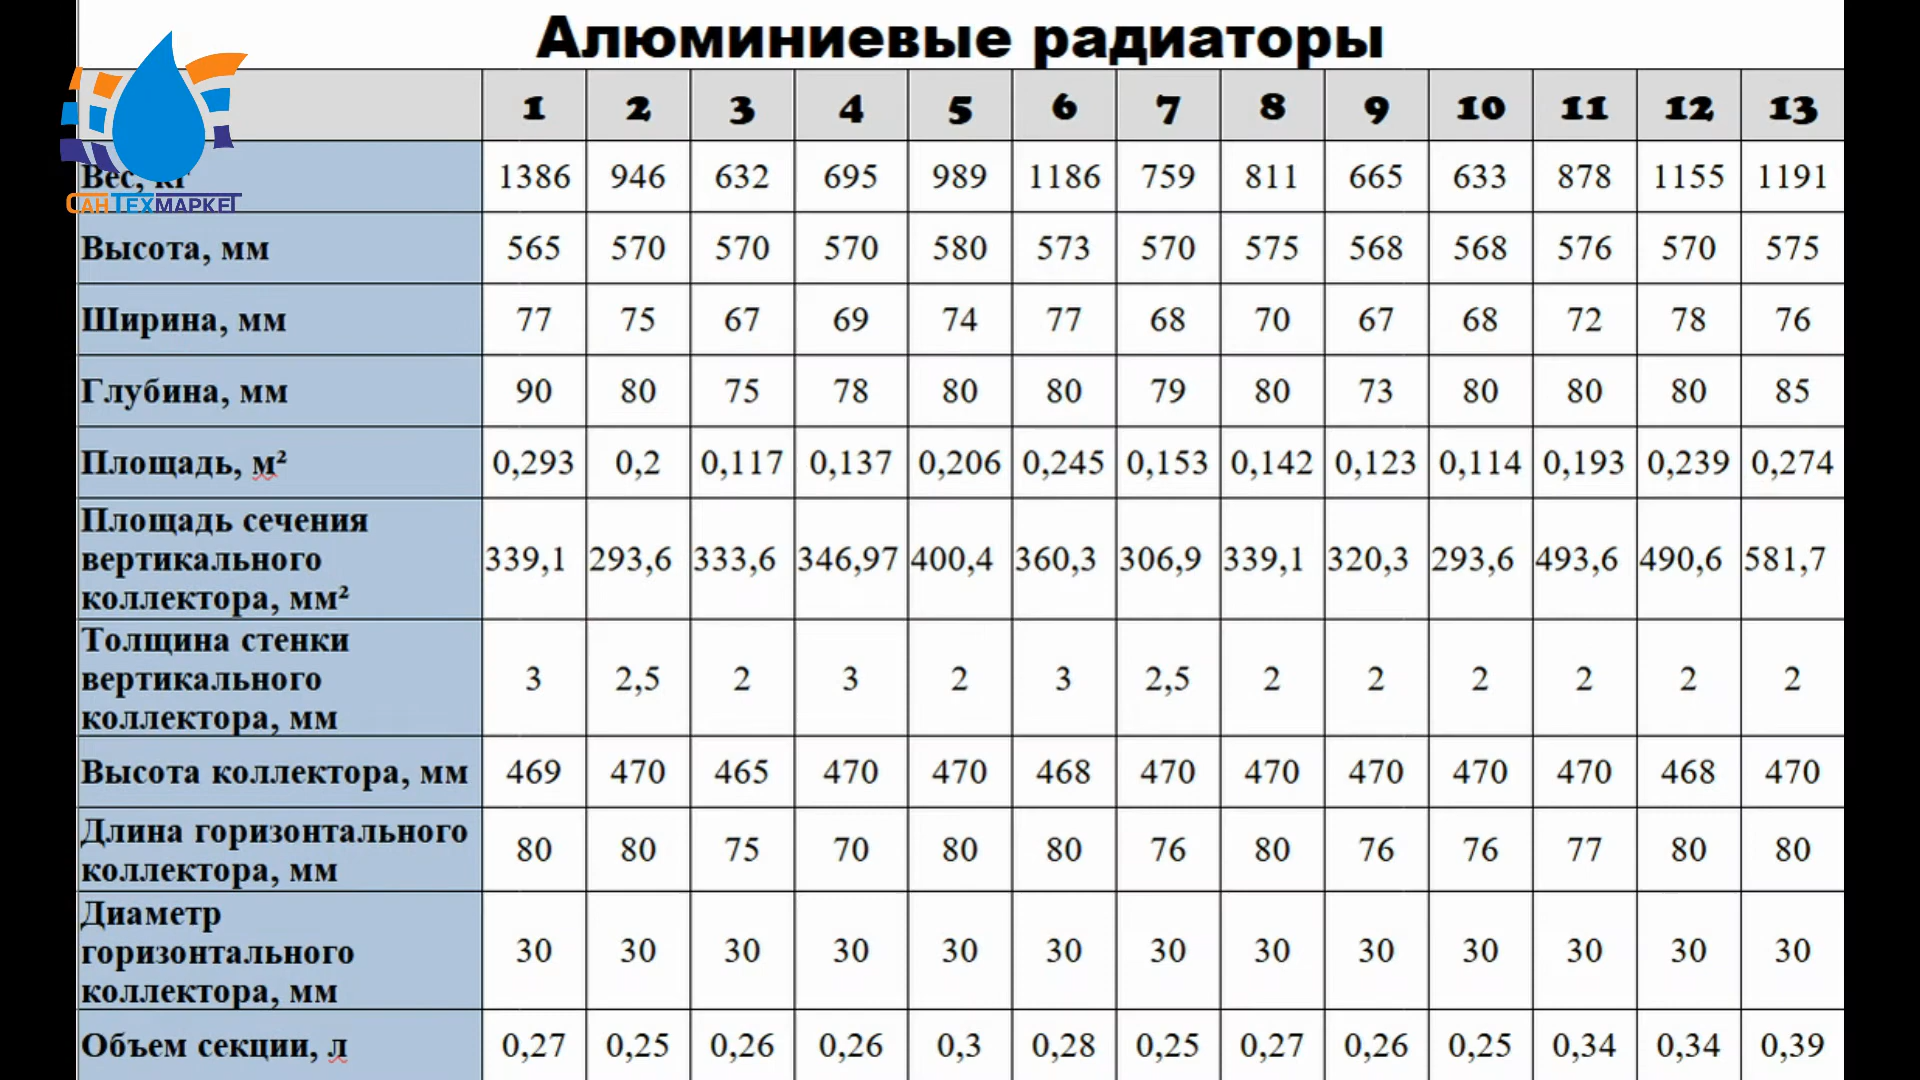 Алюминиевые радиаторы
1 2 3 4 5 6 7 8 9 10 11 12 13
Вес, кг 1386 946 632 695 989 1186 759 811 665 633 878 1155 1191
САНТЕХМАРКЕТ
Высота, мм 565 570 570 570 580 573 570 575 568 568 576 570 575
Ширина, мм 77 75 67 69 74 77 68 70 67 68 72 78 76
Глубина, мм 90 80 75 78 80 80 79 80 73 80 80 80 85
Площадь, м² 0,293 0,2 0,117 0,137 0,206 0,245 0,153 0,142 0,123 0,114 0,193 0,239 0,274
Площадь сечения
вертикального
коллектора, мм² 339,1 293,6 333,6 346,97 400,4 360,3 306,9 339,1 320,3 293,6 493,6 490,6 581,7
Толщина стенки
вертикального
коллектора, мм 3 2,5 2 3 2 3 2,5 2 2 2 2 2 2
Высота коллектора, мм 469 470 465 470 470 468 470 470 470 470 470 468 470
Длина горизонтального
коллектора, мм 80 80 75 70 80 80 76 80 76 76 77 80 80
Диаметр
горизонтального
коллектора, мм 30 30 30 30 30 30 30 30 30 30 30 30 30
Объем секции, л 0,27 0,25 0,26 0,26 0,3 0,28 0,25 0,27 0,26 0,25 0,34 0,34 0,39